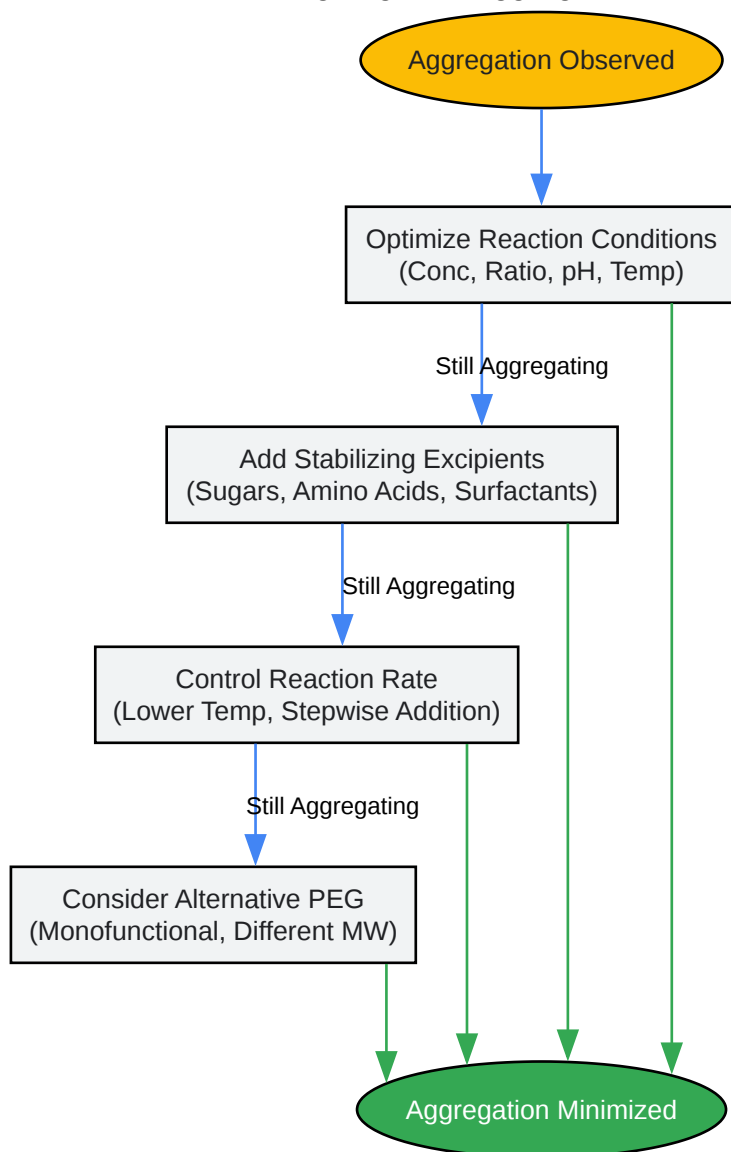 Aggregation Observed
Optimize Reaction Conditions
(Conc, Ratio, pH, Temp)
Still Aggregating
Add Stabilizing Excipients
(Sugars, Amino Acids, Surfactants)
Still Aggregating
Control Reaction Rate
(Lower Temp, Stepwise Addition)
Still Aggregating
Consider Alternative PEG
(Monofunctional, Different MW)
Aggregation Minimized